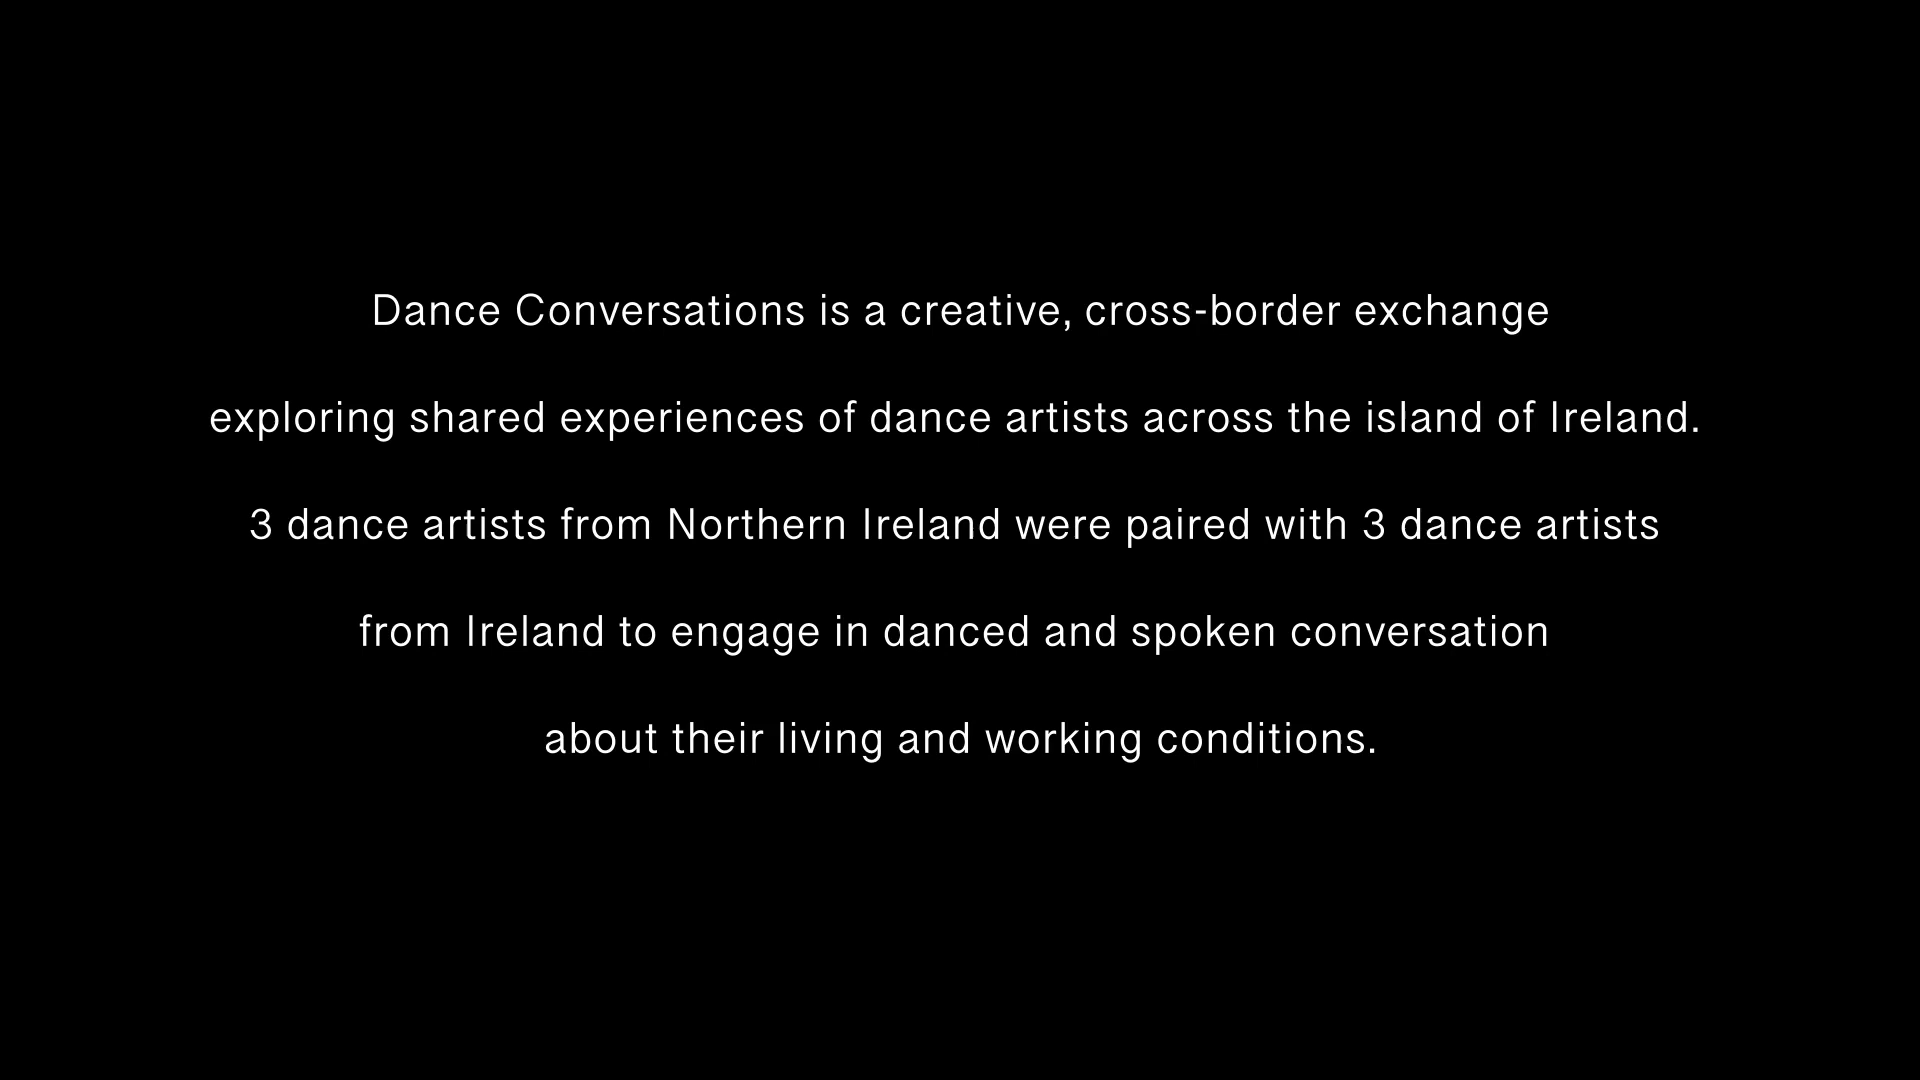 Dance Conversations is a creative, cross-border exchange
exploring shared experiences of dance artists across the island of Ireland.
3 dance artists from Northern Ireland were paired with 3 dance artists
from Ireland to engage in danced and spoken conversation
about their living and working conditions.